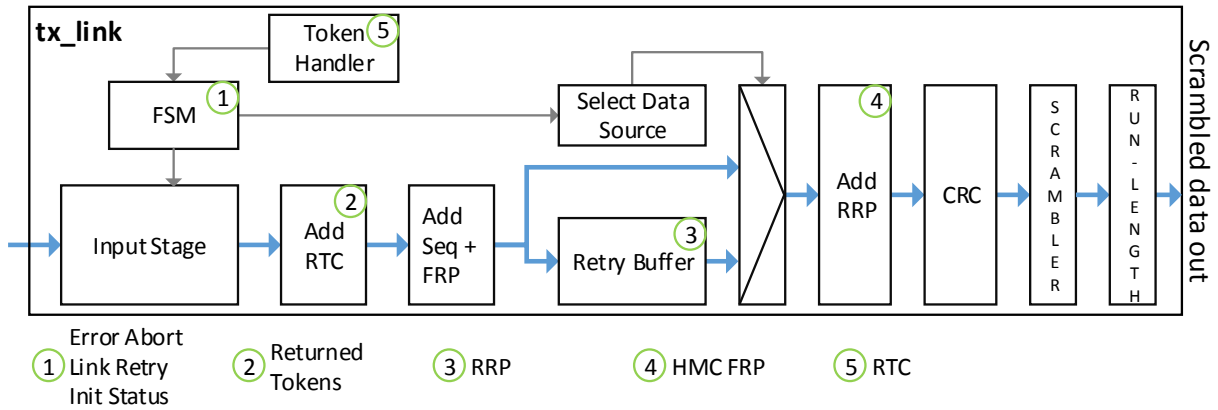 tx_link
Token
Handler
5
FSM
1
Select Data
Source
Input Stage
Add
RTC
2
Add
Seq +
FRP
Retry Buffer
3
Add
RRP
4
CRC
SCRAMBLER
RUN-LENGTH
Scrambled data out
1
Error Abort
Link Retry
Init Status
2
Returned
Tokens
3 RRP
4 HMC FRP
5 RTC